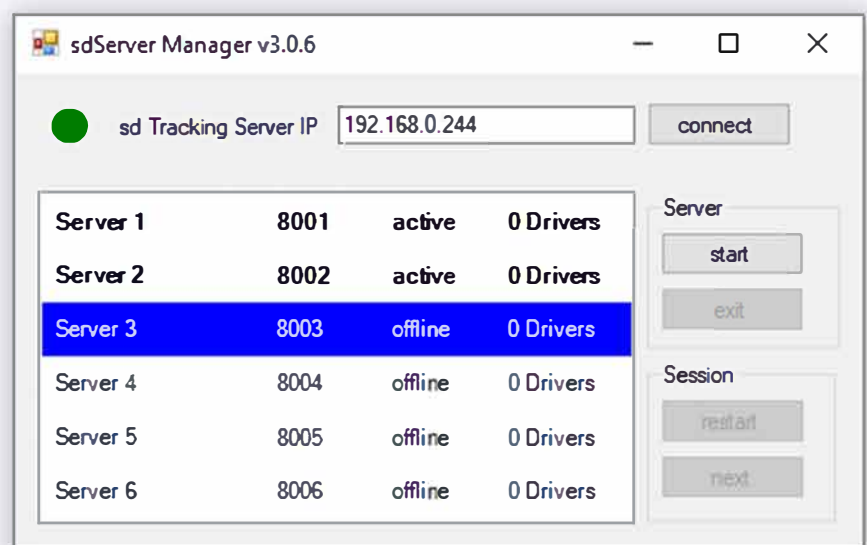 sdServer Manager v3.0.6
sd Tracking Server IP 192.168.0.244 connect
Server 1 8001 active 0 Drivers
Server 2 8002 active 0 Drivers
Server 3 8003 offline 0 Drivers
Server 4 8004 offline 0 Drivers
Server 5 8005 offline 0 Drivers
Server 6 8006 offline 0 Drivers
Server
start
exit
Session
restart
next